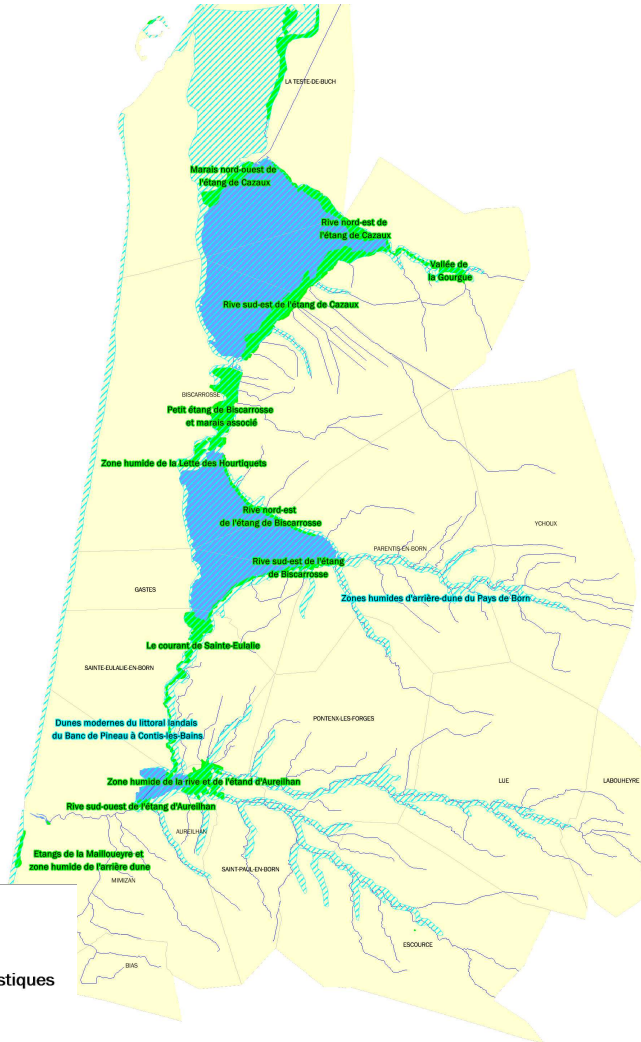 LA TESTE-DE-BUCH
Marais nord-ouest de
l'étang de Cazaux
Rive nord-est de
l'étang de Cazaux
Vallée de
la Gourgue
Rive sud-est de l'étang de Cazaux
BISCARROSSE
Petit étang de Biscarrosse
et marais associé
Zone humide de la Lette des Hourtiquets
Rive nord-est
de l'étang de Biscarrosse
YCHOUX
PARENTIS-EN-BORN
Rive sud-est de l'étang
de Biscarrosse
GASTES
Zones humides d'arrière-dune du Pays de Born
Le courant de Sainte-Eulalie
SAINTE-EULALIE-EN-BORN
Dunes modernes du littoral landais
du Banc de Pineau à Contis-les-Bains
PONTENX-LES-FORGES
Zone humide de la rive et de l'étand d'Aureilhan
LUE
LABOUHEYRE
Rive sud-ouest de l'étang d'Aureilhan
AUREILHAN
Etangs de la Mailloueyre et
zone humide de l'arrière dune
MIMIZAN
SAINT-PAUL-EN-BORN
ESCOURCE
BIAS
stiques